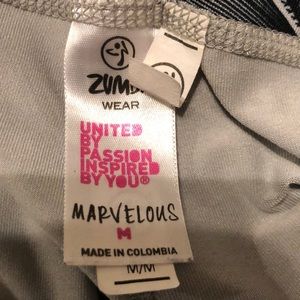 ZUMBA
WEAR
UNITED
BY
PASSION
INSPIRED
BY YOU®
MARVELOUS
M
MADE IN COLOMBIA
M/M